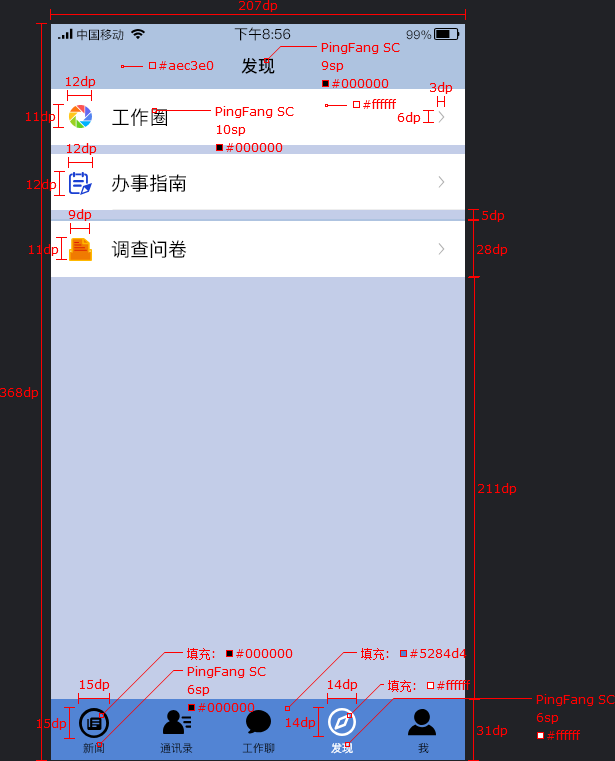 207dp
中国移动 下午8:56 99%
#aec3e0
发现
PingFang SC
9sp
#000000
12dp
3dp
11dp
工作圈
PingFang SC
10sp
#000000
#ffffff
6dp
12dp
12dp
办事指南
5dp
9dp
11dp
调查问卷
28dp
368dp
211dp
填充: #000000
PingFang SC
6sp
#000000
填充: #5284d4
填充: #ffffff
15dp
14dp
PingFang SC
6sp
#ffffff
15dp
14dp
31dp
新闻 通讯录 工作聊 发现 我